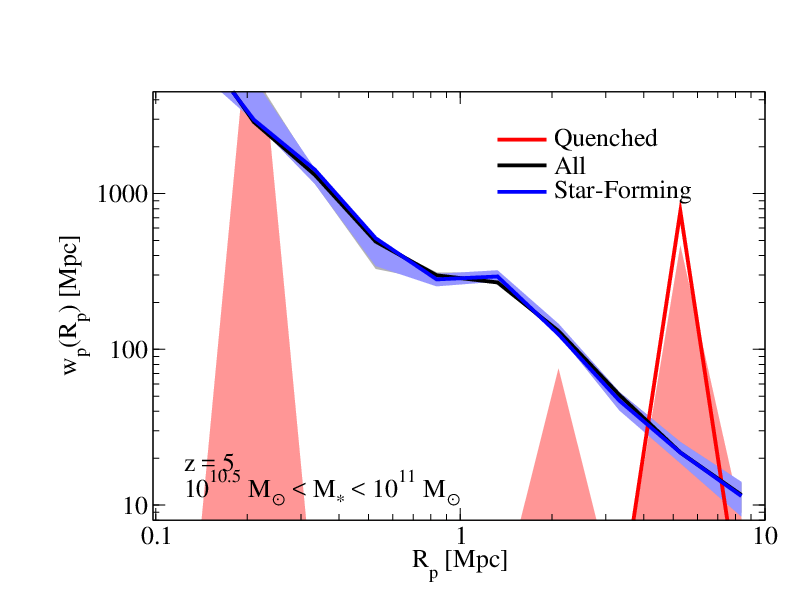 Quenched
All
Star-Forming
1000
100
10
w_p(R_p) [Mpc]
z = 5
10^10.5 M_⊙ < M_* < 10^11 M_⊙
0.1 1 10
R_p [Mpc]